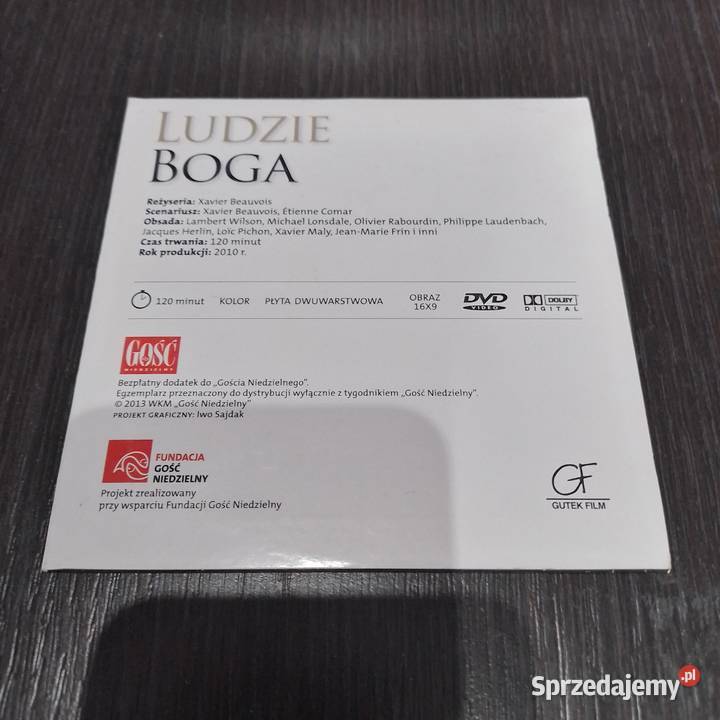 LUDZIE
BOGA
Reżyseria: Xavier Beauvois
Scenariusz: Xavier Beauvois, Étienne Comar
Obsada: Lambert Wilson, Michael Lonsdale, Olivier Rabourdin, Philippe Laudenbach,
Jacques Herlin, Loïc Pichon, Xavier Maly, Jean-Marie Frin i inni
Czas trwania: 120 minut
Rok produkcji: 2010 r.
120 minut KOLOR PŁYTA DWUWARSTWOWA OBRAZ
16X9
DVD
VIDEO
DOLBY
DIGITAL
GOŚĆ
NIEDZIELNY
Bezpłatny dodatek do „Gościa Niedzielnego".
Egzemplarz przeznaczony do dystrybucji wyłącznie z tygodnikiem „Gość Niedzielny".
© 2013 WKM „Gość Niedzielny"
PROJEKT GRAFICZNY: Iwo Sajdak
FUNDACJA
GOŚĆ
NIEDZIELNY
Projekt zrealizowany
przy wsparciu Fundacji Gość Niedzielny
GF
GUTEK FILM
Sprzedajemy.pl